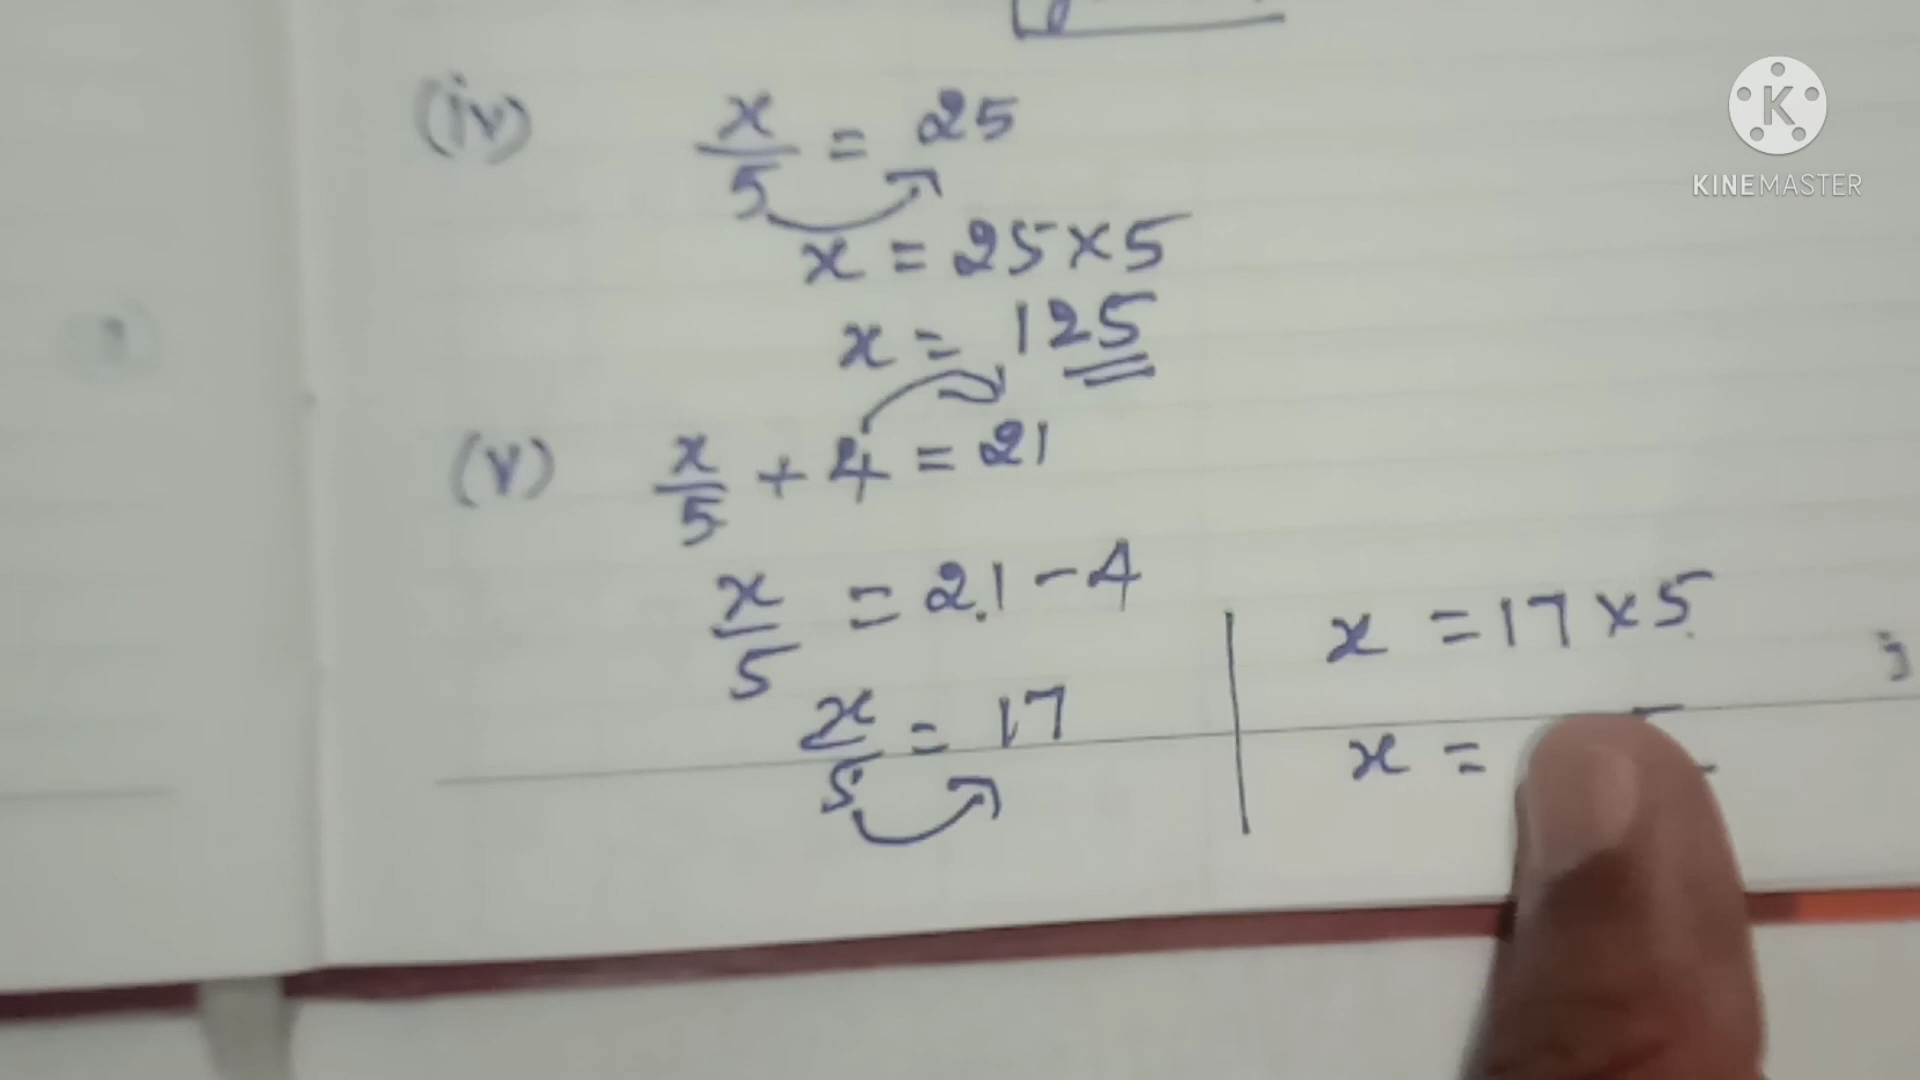 (iv) x/5 = 25
x = 25 × 5
x = 125
(v) x/5 + 4 = 21
x/5 = 21 - 4
x/5 = 17
x = 17 × 5
x =
KINEMASTER